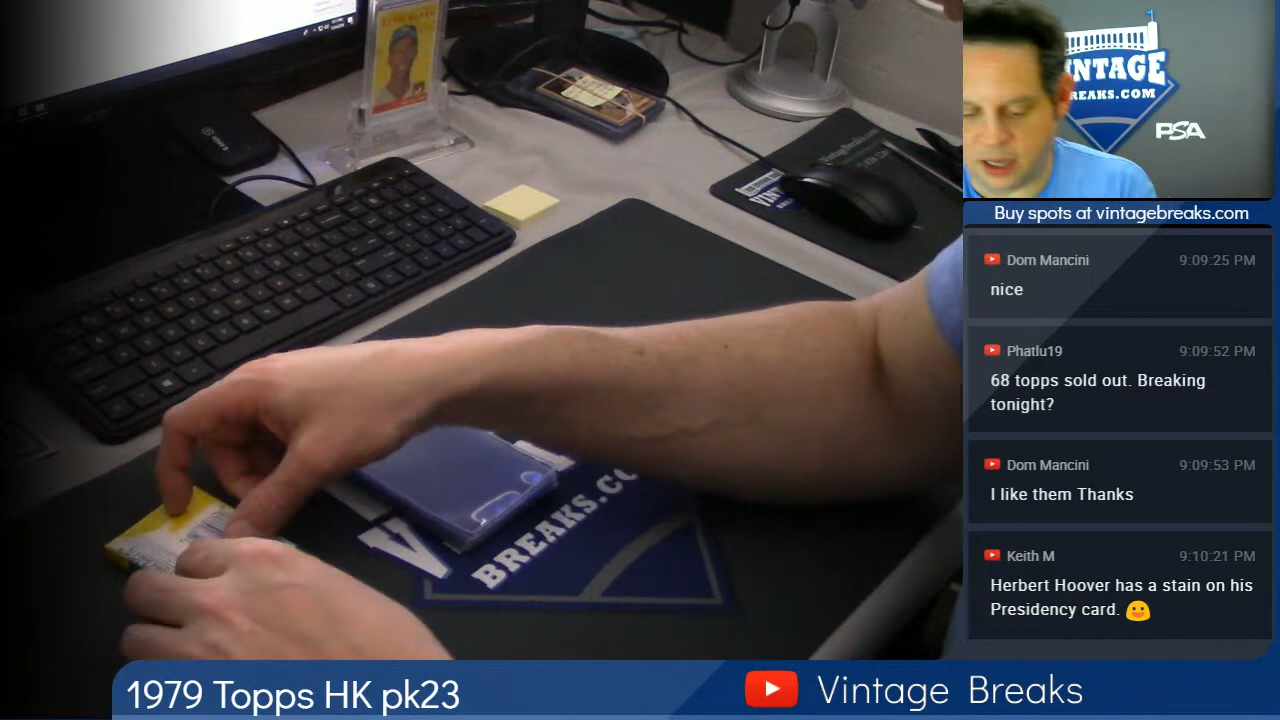 VINTAGE
BREAKS.COM
PSA
Buy spots at vintagebreaks.com
Dom Mancini 9:09:25 PM
nice
Phatlu19 9:09:52 PM
68 topps sold out. Breaking
tonight?
Dom Mancini 9:09:53 PM
I like them Thanks
Keith M 9:10:21 PM
Herbert Hoover has a stain on his
Presidency card.
V
BREAKS.CO
VINT
1979 Topps HK pk23
Vintage Breaks